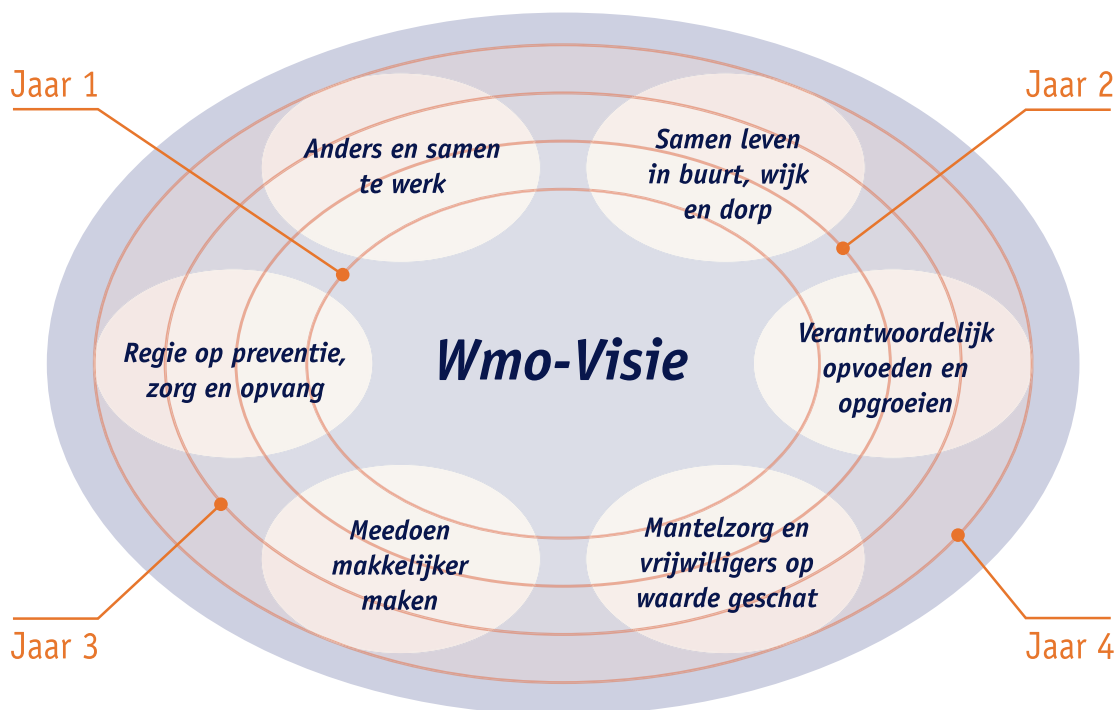 Jaar 1
Jaar 2
Anders en samen
te werk
Samen leven
in buurt, wijk
en dorp
Regie op preventie,
zorg en opvang
Wmo-Visie
Verantwoordelijk
opvoeden en
opgroeien
Meedoen
makkelijker
maken
Mantelzorg en
vrijwilligers op
waarde geschat
Jaar 3
Jaar 4